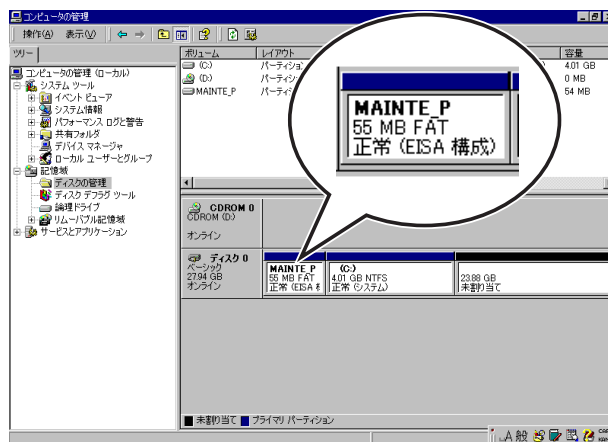 コンピュータの管理
操作(A) 表示(V)
ツリー
コンピュータの管理 (ローカル)
システム ツール
イベント ビューア
システム情報
パフォーマンス ログと警告
共有フォルダ
デバイス マネージャ
ローカル ユーザーとグループ
記憶域
ディスクの管理
ディスク デフラグ ツール
論理ドライブ
リムーバブル記憶域
サービスとアプリケーション
ボリューム レイアウト 容量
(C:) パーティション 4.01 GB
(D:) パーティ 0 MB
MAINTE_P パーティ 54 MB
MAINTE_P
55 MB FAT
正常 (EISA 構成)
CDROM 0
CDROM (D:)
オンライン
ディスク 0
ベーシック
27.94 GB
オンライン
MAINTE_P
55 MB FAT
正常 (EISA 構
(C:)
4.01 GB NTFS
正常 (システム)
23.88 GB
未割り当て
未割り当て プライマリ パーティション
A 般